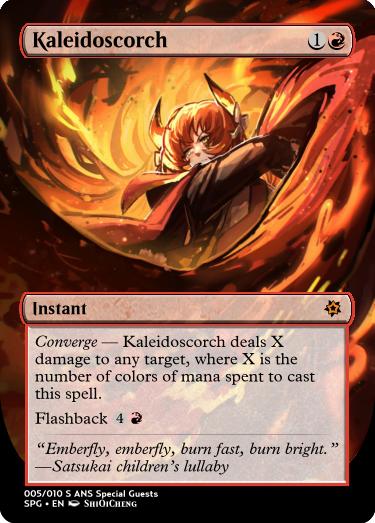 Kaleidoscorch 1
Instant
Converge — Kaleidoscorch deals X
damage to any target, where X is the
number of colors of mana spent to cast
this spell.
Flashback 4
“Emberfly, emberfly, burn fast, burn bright.”
—Satsukai children’s lullaby
005/010 S ANS Special Guests
SPG • EN SHIQICHENG